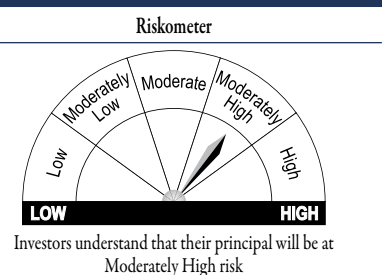 Riskometer
Low
Moderately
Low
Moderate
Moderately
High
High
LOW
HIGH
Investors understand that their principal will be at
Moderately High risk